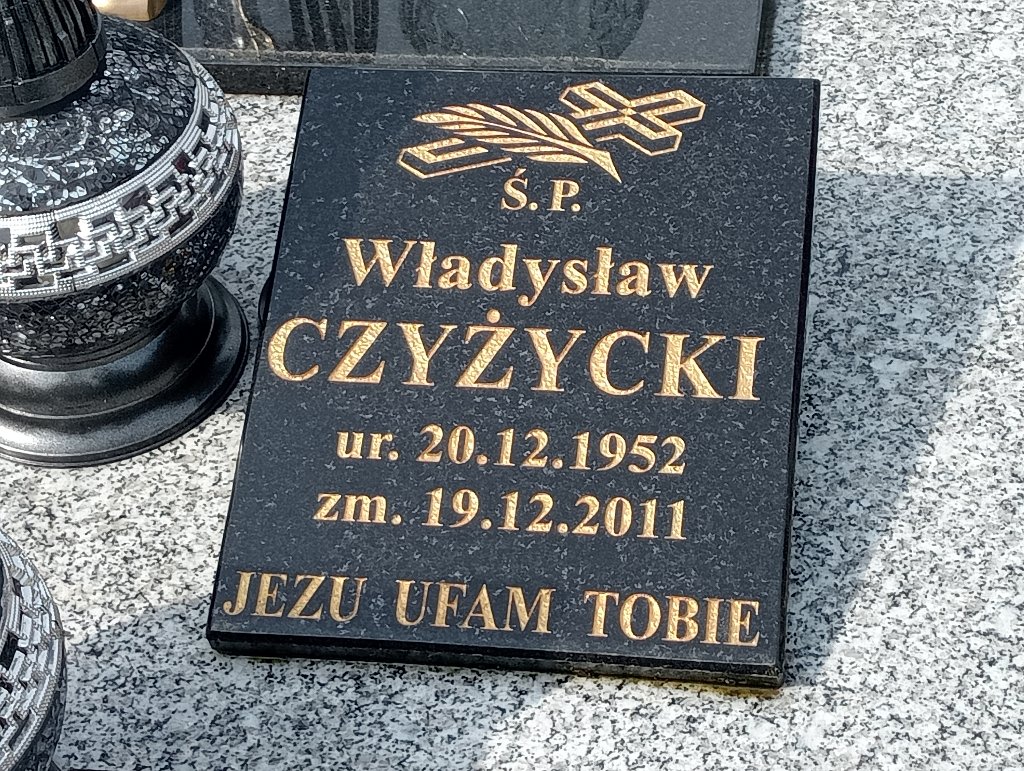 Ś. P.
Władysław
CZYŻYCKI
ur. 20.12.1952
zm. 19.12.2011
JEZU UFAM TOBIE